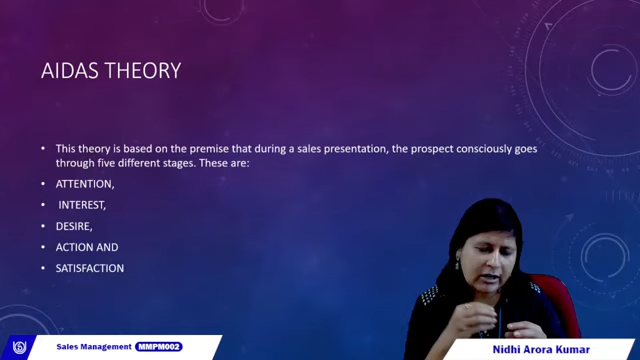 AIDAS THEORY
• This theory is based on the premise that during a sales presentation, the prospect consciously goes
through five different stages. These are:
• ATTENTION,
• INTEREST,
• DESIRE,
• ACTION AND
• SATISFACTION
Sales Management MMPM002
Nidhi Arora Kumar